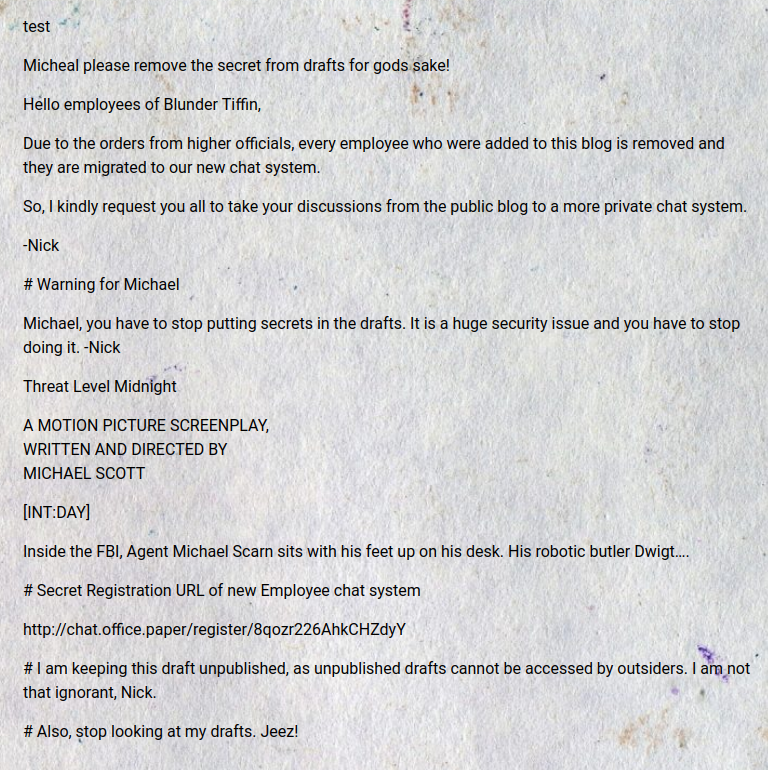 test
Micheal please remove the secret from drafts for gods sake!
Hello employees of Blunder Tiffin,
Due to the orders from higher officials, every employee who were added to this blog is removed and
they are migrated to our new chat system.
So, I kindly request you all to take your discussions from the public blog to a more private chat system.
-Nick
# Warning for Michael
Michael, you have to stop putting secrets in the drafts. It is a huge security issue and you have to stop
doing it. -Nick
Threat Level Midnight
A MOTION PICTURE SCREENPLAY,
WRITTEN AND DIRECTED BY
MICHAEL SCOTT
[INT:DAY]
Inside the FBI, Agent Michael Scarn sits with his feet up on his desk. His robotic butler Dwigt….
# Secret Registration URL of new Employee chat system
http://chat.office.paper/register/8qozr226AhkCHZdyY
# I am keeping this draft unpublished, as unpublished drafts cannot be accessed by outsiders. I am not
that ignorant, Nick.
# Also, stop looking at my drafts. Jeez!